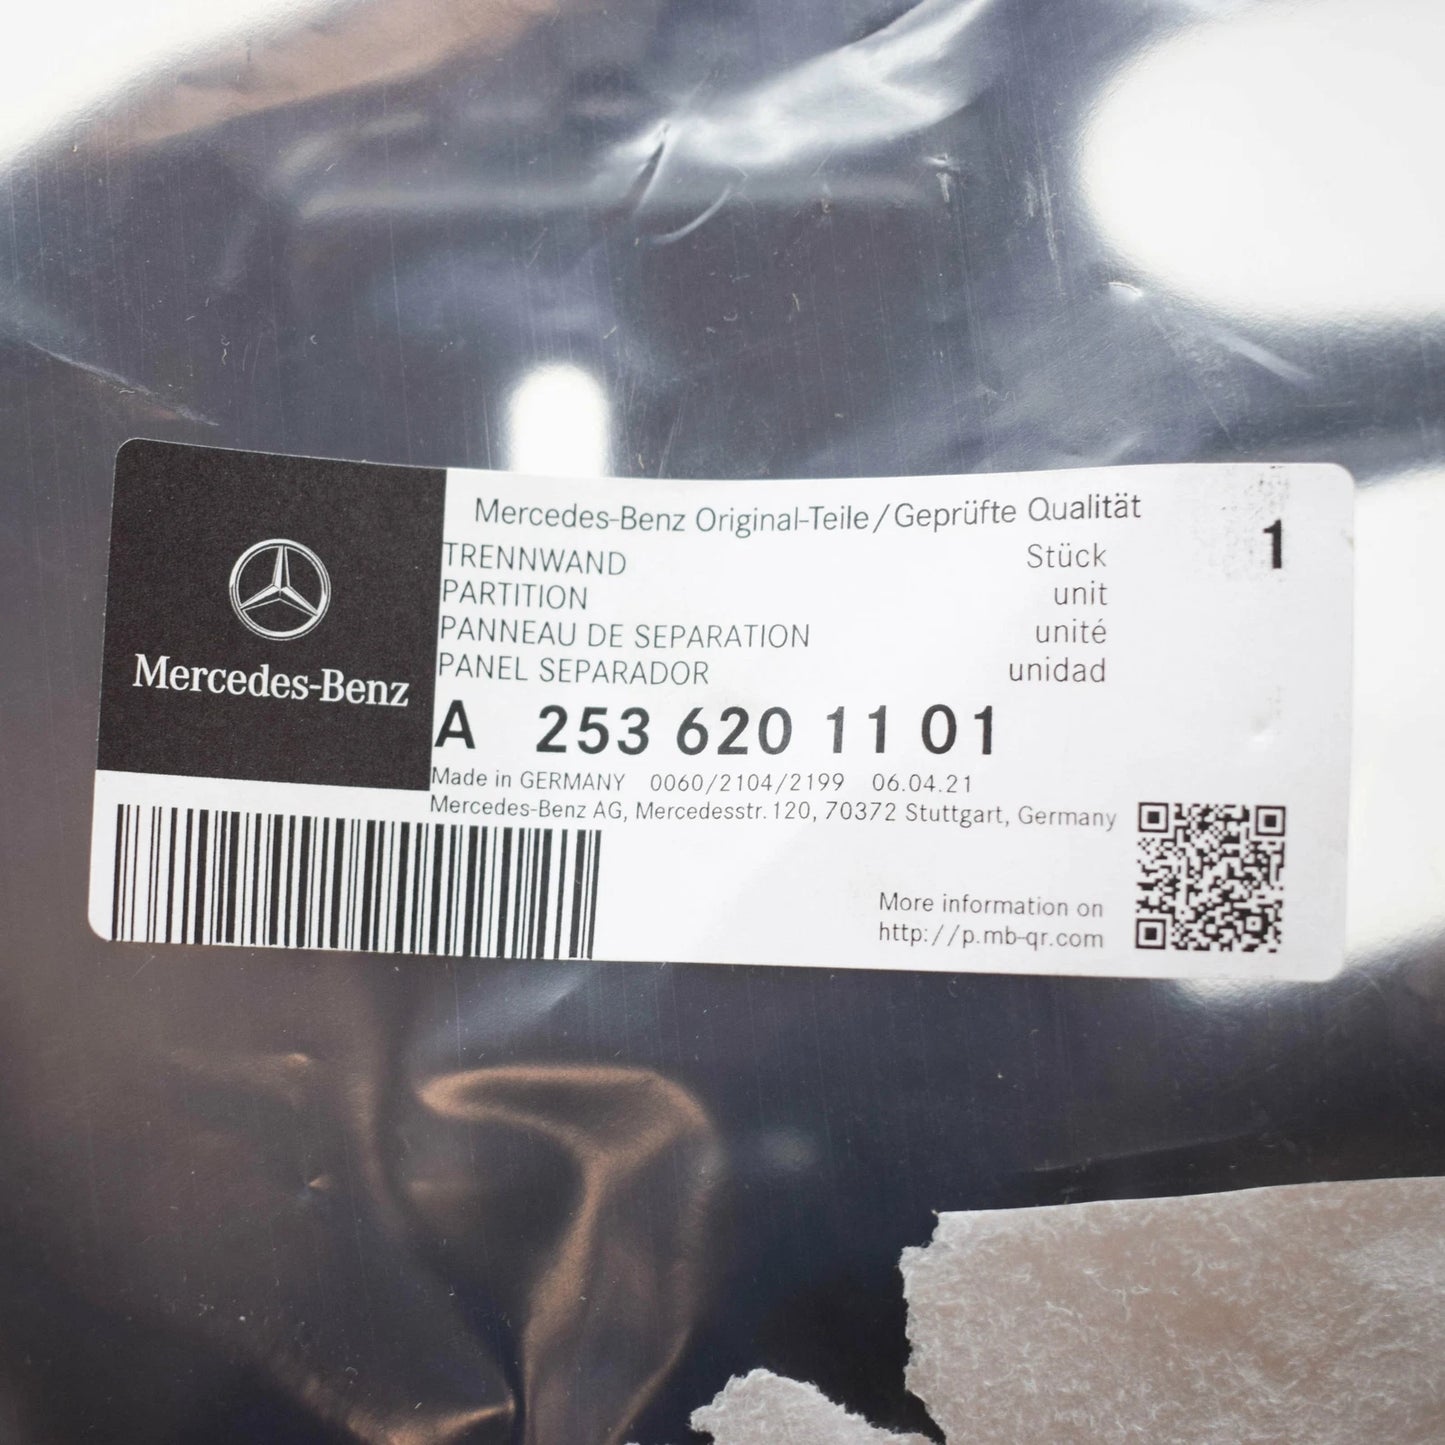 Mercedes-Benz
Mercedes-Benz Original-Teile/Geprüfte Qualität
TRENNWAND Stück 1
PARTITION unit
PANNEAU DE SEPARATION unité
PANEL SEPARADOR unidad
A 253 620 11 01
Made in GERMANY 0060/2104/2199 06.04.21
Mercedes-Benz AG, Mercedesstr. 120, 70372 Stuttgart, Germany
More information on
http://p.mb-qr.com